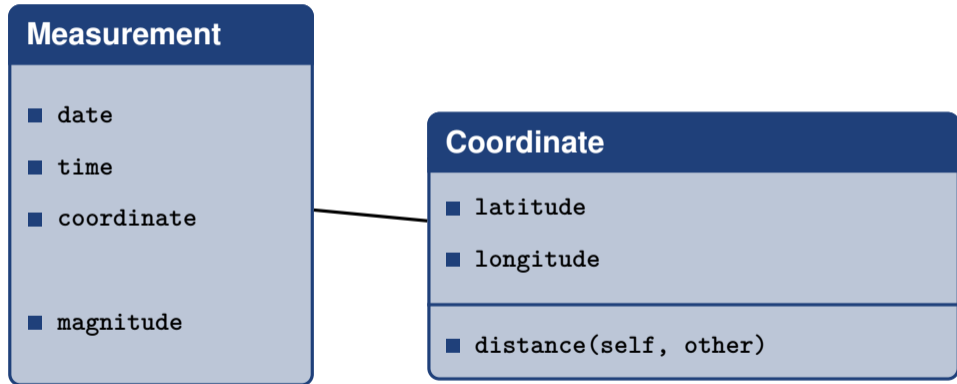 Measurement
date
time
coordinate
magnitude
Coordinate
latitude
longitude
distance(self, other)